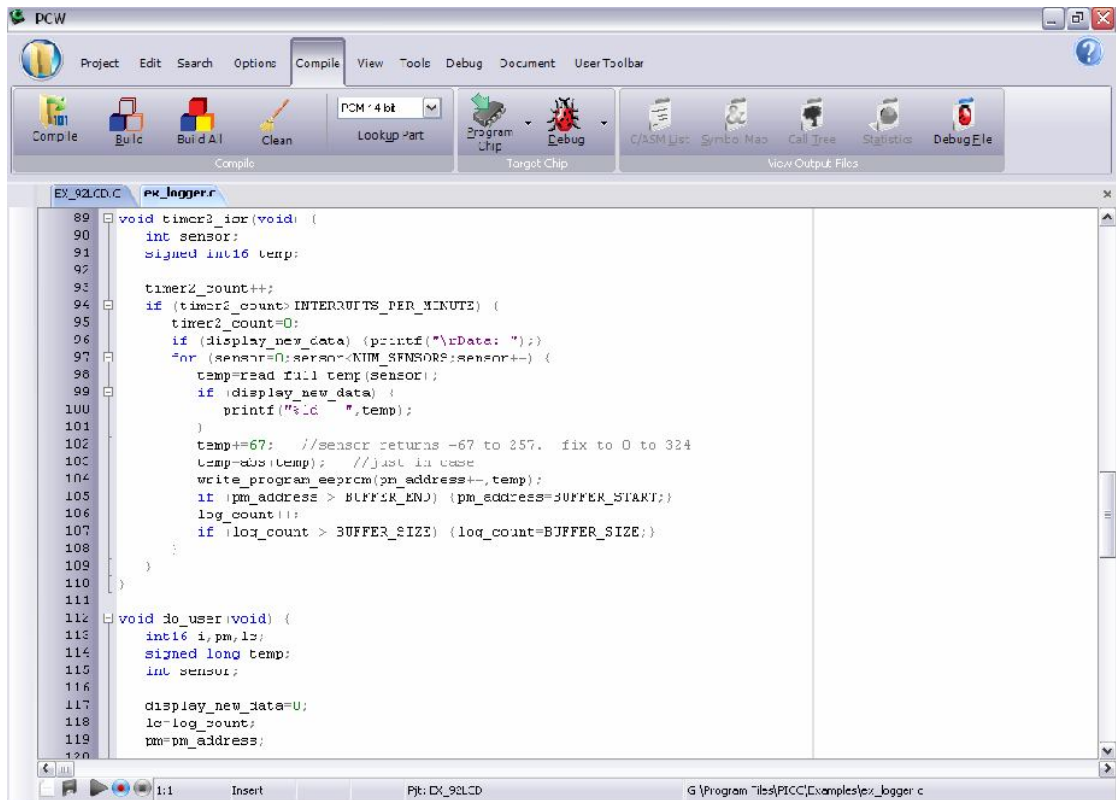 PCW
Project Edit Search Options Compile View Tools Debug Document User Toolbar
Compile Build Build All Clean PCM 14 bit Lookup Part Program Chip Debug C/ASM List Symbol Map Call Tree Statistics Debug File
Compile Target Chip View Output Files
EX_92LCD.C ex_logger.c
89 void timer2_isr(void) {
90 int sensor;
91 signed int16 temp;
92
93 timer2_count++;
94 if (timer2_count>INTERRUPTS_PER_MINUTE) {
95 timer2_count=0;
96 if (display_new_data) {printf("\rData: ");}
97 for (sensor=0;sensor<NUM_SENSORS;sensor++) {
98 temp=read_full_temp(sensor);
99 if (display_new_data) {
100 printf("%ld   ",temp);
101 }
102 temp+=67; //sensor returns -67 to 257.  fix to 0 to 324
103 temp=abs(temp); //just in case
104 write_program_eeprom(pm_address++,temp);
105 if (pm_address > BUFFER_END) {pm_address=BUFFER_START;}
106 log_count++;
107 if (log_count > BUFFER_SIZE) {log_count=BUFFER_SIZE;}
108 }
109 }
110 }
111
112 void do_user(void) {
113 int16 i,pm,lc;
114 signed long temp;
115 int sensor;
116
117 display_new_data=0;
118 lc=log_count;
119 pm=pm_address;
120
1:1 Insert Pjt: EX_92LCD G:\Program Files\PICC\Examples\ex_logger.c